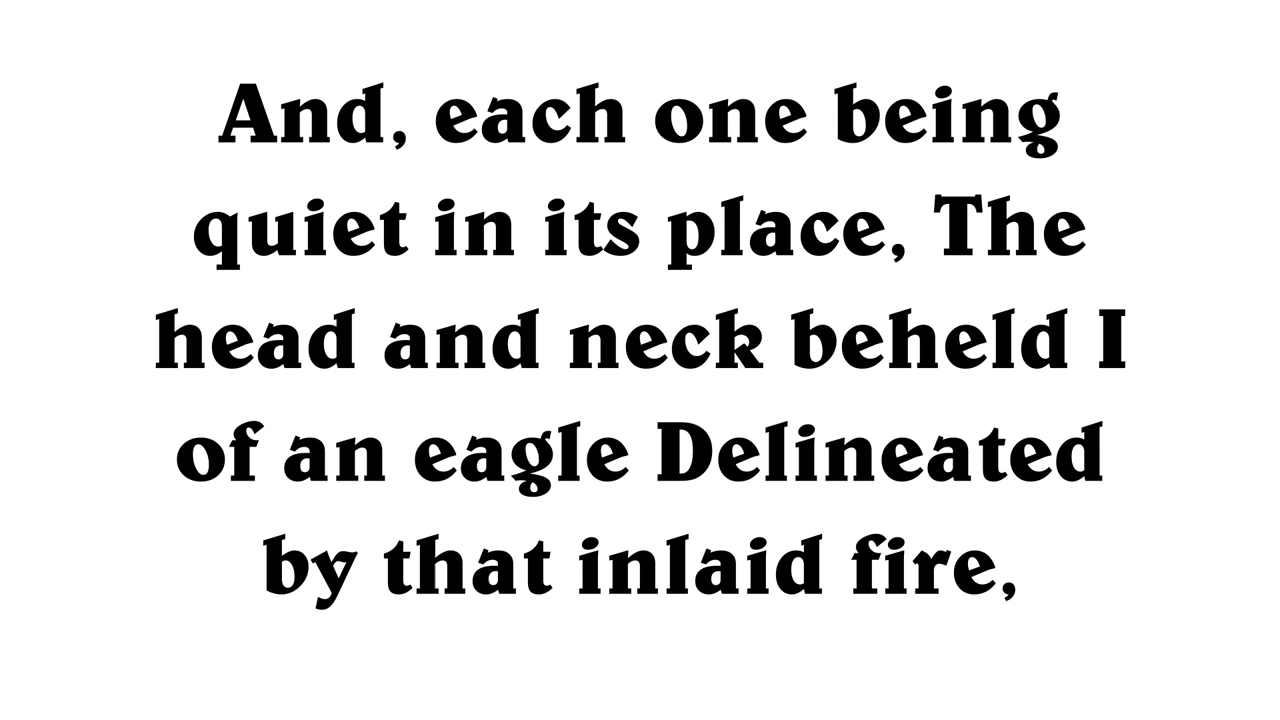 And, each one being
quiet in its place, The
head and neck beheld I
of an eagle Delineated
by that inlaid fire,